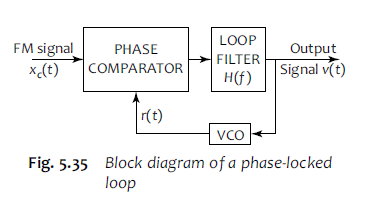 FM signal
x_c(t)
PHASE
COMPARATOR
LOOP
FILTER
H(f)
Output
Signal v(t)
r(t)
VCO
Fig. 5.35 Block diagram of a phase-locked
loop